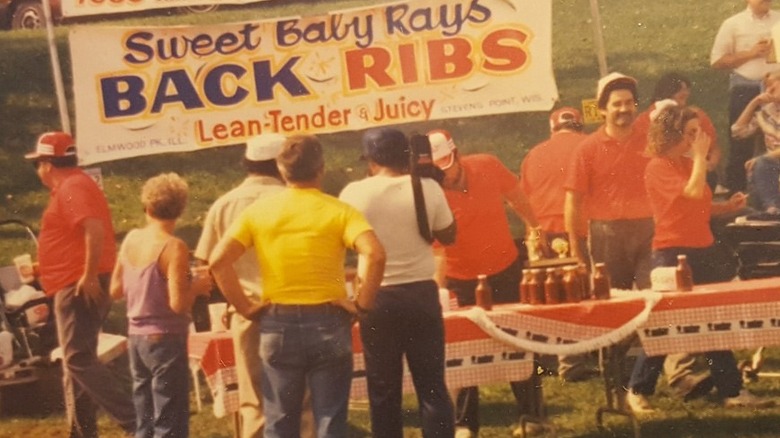 Sweet Baby Rays
BACK RIBS
Lean-Tender & Juicy
ELMWOOD PK, ILL.
STEVENS POINT, WIS.